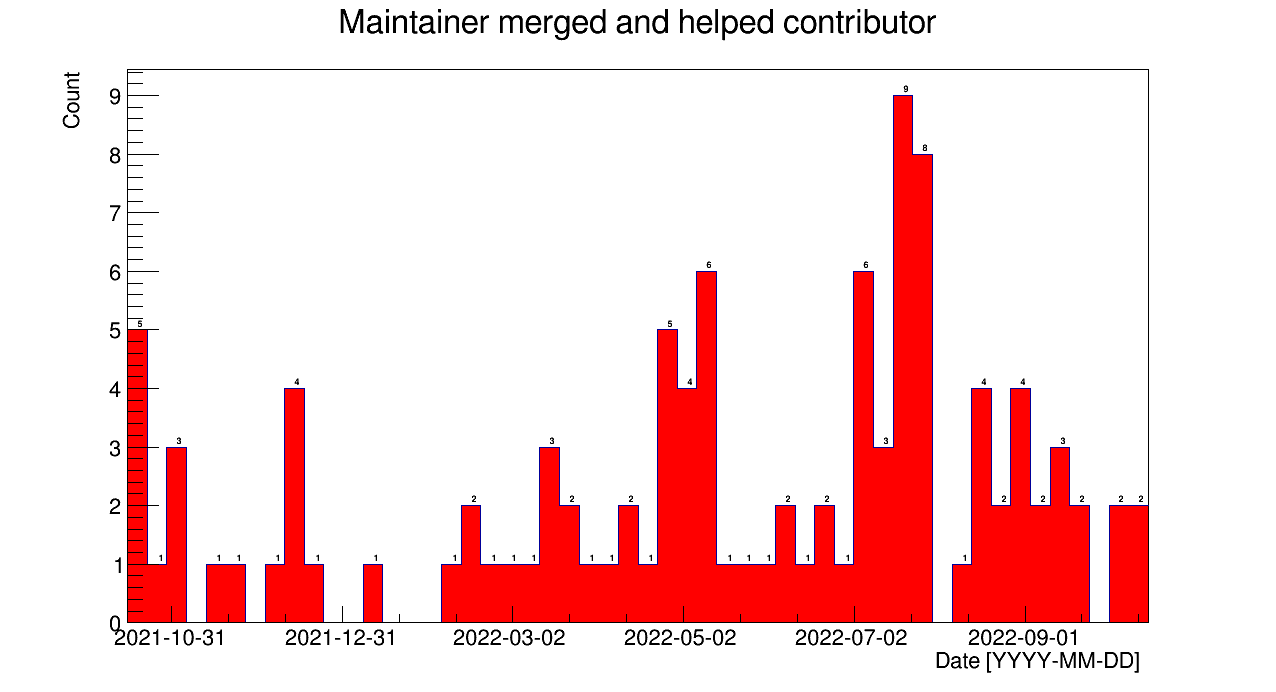 Maintainer merged and helped contributor
Count
9
8
7
6
5
4
3
2
1
0
5 1 3 1 1 1 4 1 1 1 2 1 1 1 3 2 1 1 2 1 5 4 6 1 1 1 2 1 2 1 6 3 9 8 1 4 2 4 2 3 2 2 2
2021-10-31 2021-12-31 2022-03-02 2022-05-02 2022-07-02 2022-09-01
Date [YYYY-MM-DD]